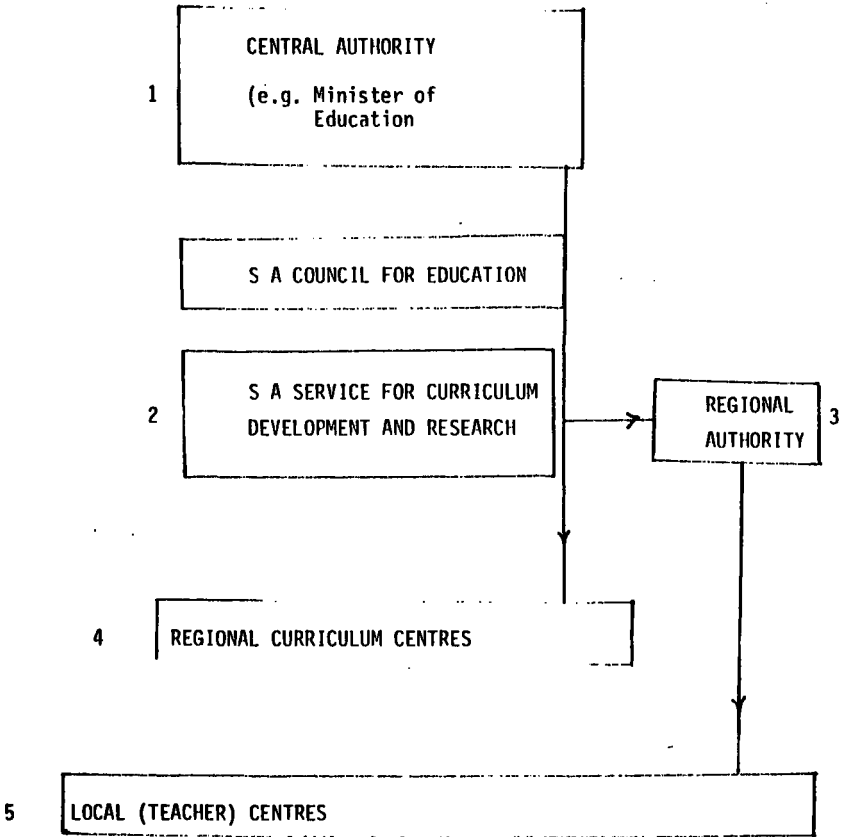 CENTRAL AUTHORITY
1
(e.g. Minister of
Education
S A COUNCIL FOR EDUCATION
2
S A SERVICE FOR CURRICULUM
DEVELOPMENT AND RESEARCH
REGIONAL
AUTHORITY
3
4
REGIONAL CURRICULUM CENTRES
5
LOCAL (TEACHER) CENTRES